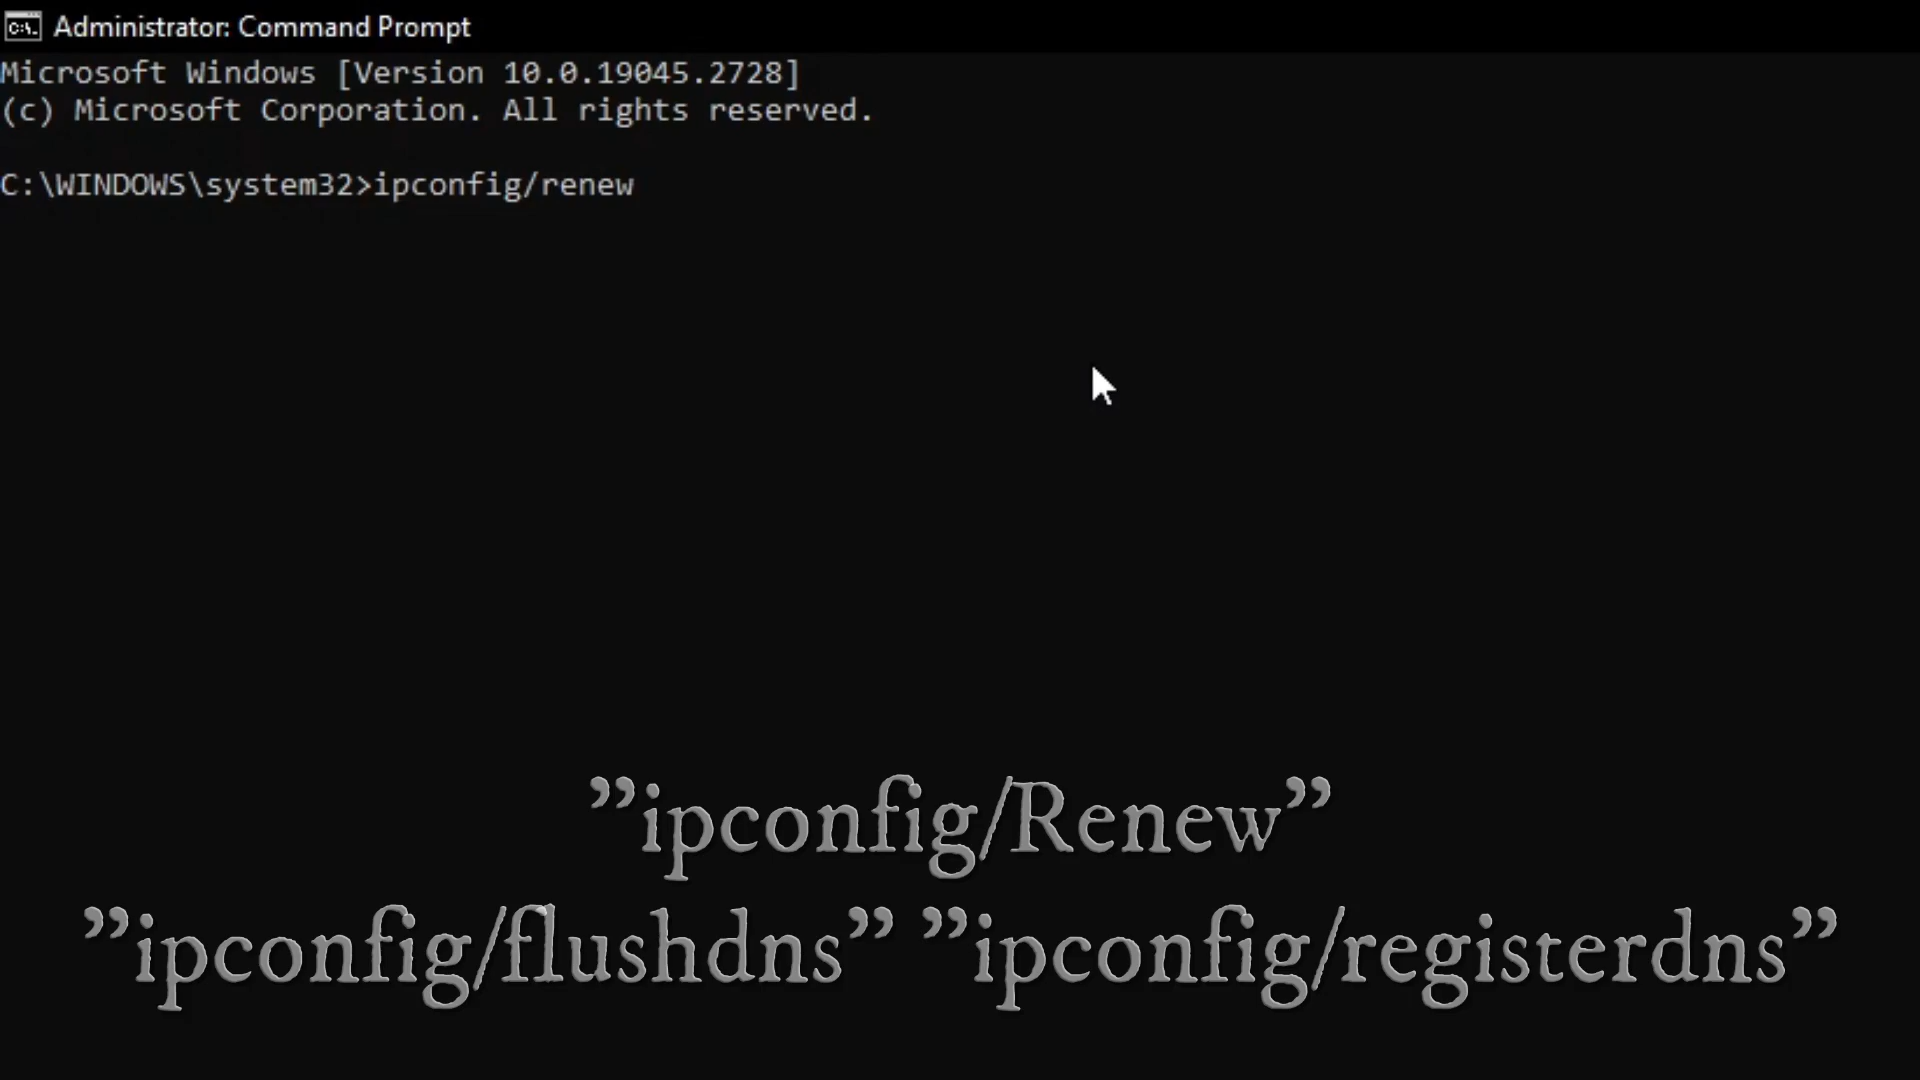 Administrator: Command Prompt
Microsoft Windows [Version 10.0.19045.2728]
(c) Microsoft Corporation. All rights reserved.
C:\WINDOWS\system32>ipconfig/renew
”ipconfig/Renew”
”ipconfig/flushdns” ”ipconfig/registerdns”